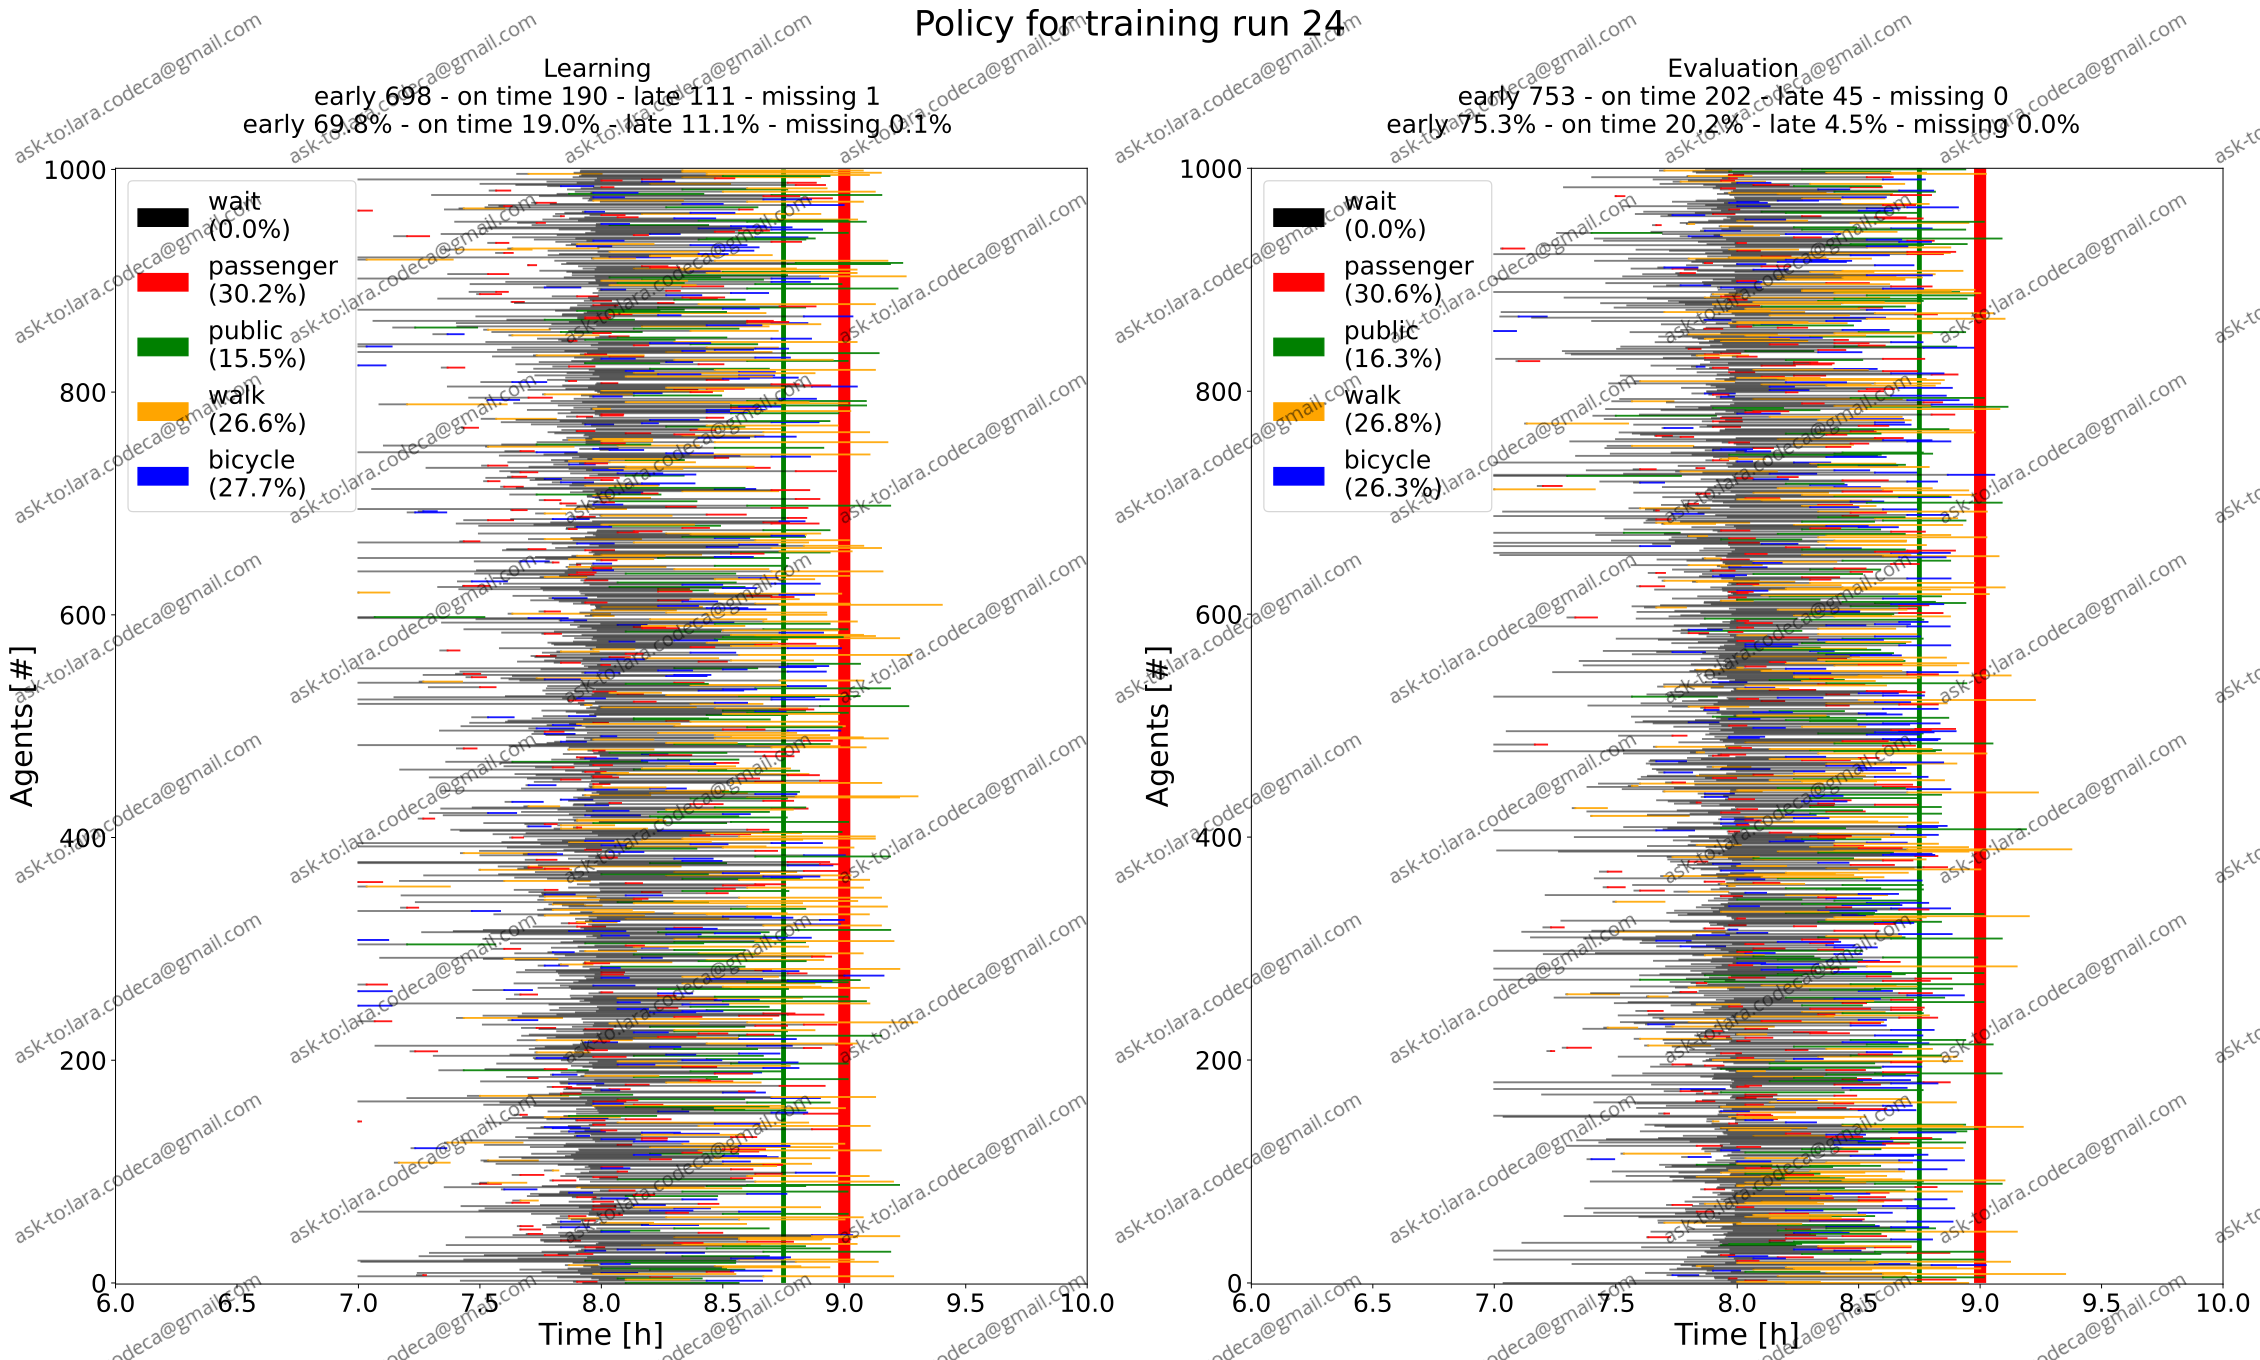 Policy for training run 24
Learning
early 698 - on time 190 - late 111 - missing 1
early 69.8% - on time 19.0% - late 11.1% - missing 0.1%
Evaluation
early 753 - on time 202 - late 45 - missing 0
early 75.3% - on time 20.2% - late 4.5% - missing 0.0%
1000
800
600
400
200
0
Agents [#]
wait
(0.0%)
passenger
(30.2%)
public
(15.5%)
walk
(26.6%)
bicycle
(27.7%)
6.0 6.5 7.0 7.5 8.0 8.5 9.0 9.5 10.0
Time [h]
1000
800
600
400
200
0
Agents [#]
wait
(0.0%)
passenger
(30.6%)
public
(16.3%)
walk
(26.8%)
bicycle
(26.3%)
6.0 6.5 7.0 7.5 8.0 8.5 9.0 9.5 10.0
Time [h]
ask-to:lara.codeca@gmail.com